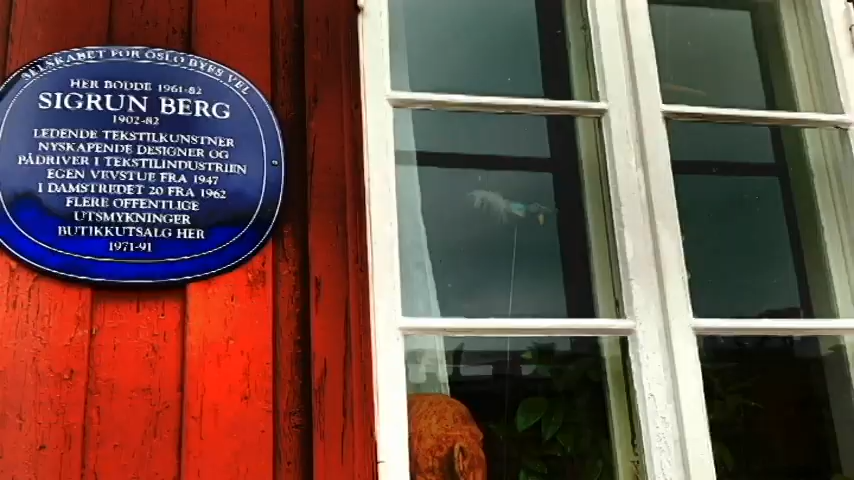 SELSKABET FOR OSLO BYES VEL
HER BODDE 1961-82
SIGRUN BERG
1902-82
LEDENDE TEKSTILKUNSTNER
NYSKAPENDE DESIGNER OG
PÅDRIVER I TEKSTILINDUSTRIEN
EGEN VEVSTUE FRA 1947
I DAMSTREDET 20 FRA 1962
FLERE OFFENTLIGE
UTSMYKNINGER
BUTIKKUTSALG HER
1971-91